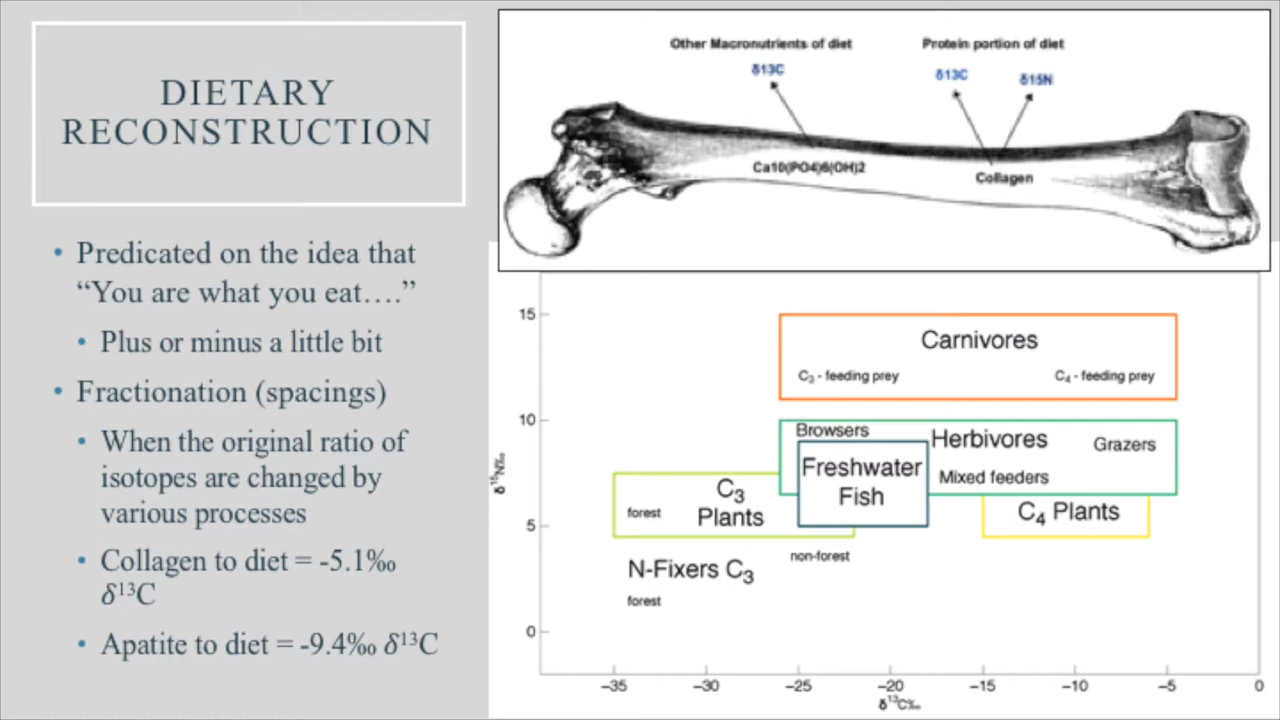 DIETARY
RECONSTRUCTION
• Predicated on the idea that
“You are what you eat….”
• Plus or minus a little bit
• Fractionation (spacings)
• When the original ratio of
isotopes are changed by
various processes
• Collagen to diet = -5.1‰
δ¹³C
• Apatite to diet = -9.4‰ δ¹³C
Other Macronutrients of diet
Protein portion of diet
δ13C
δ13C
δ15N
Ca10(PO4)6(OH)2
Collagen
15
10
5
0
δ¹⁵N‰
Carnivores
C₃ - feeding prey
C₄ - feeding prey
Browsers
Herbivores
Grazers
Mixed feeders
Freshwater
Fish
C₃
Plants
forest
C₄ Plants
non-forest
N-Fixers C₃
forest
−35
−30
−25
−20
−15
−10
−5
0
δ¹³C‰